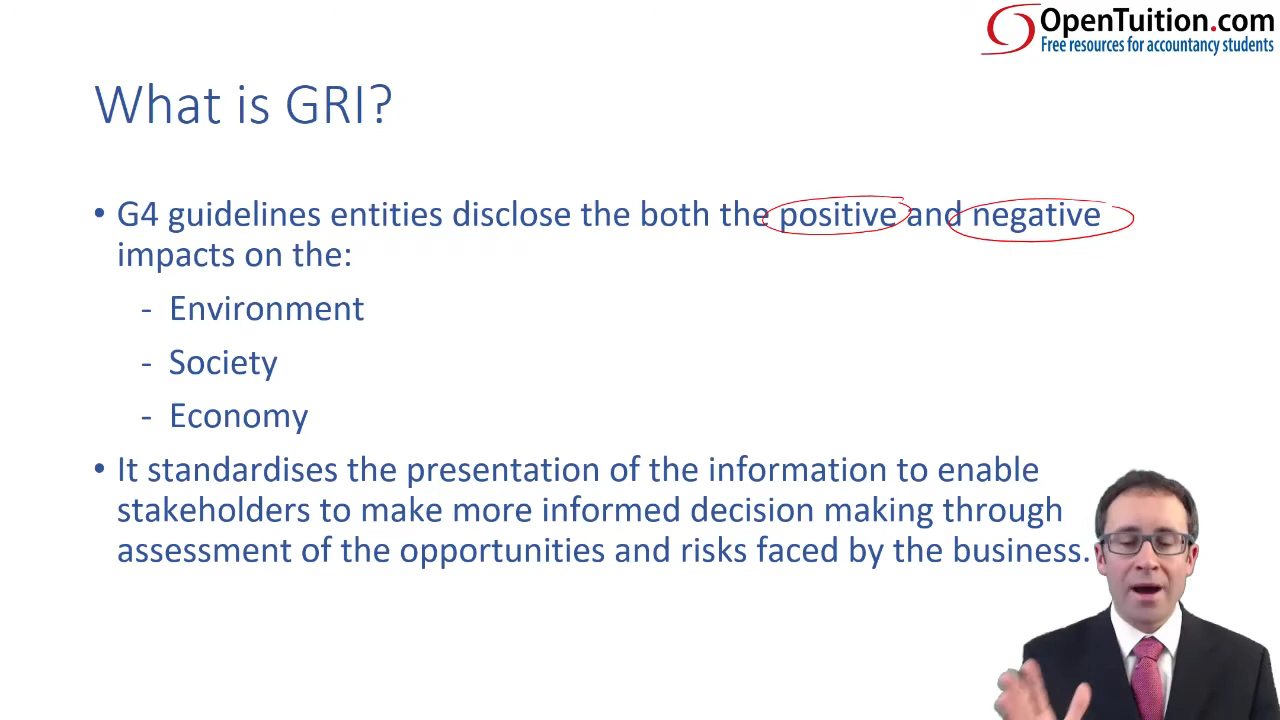 OpenTuition.com
Free resources for accountancy students
What is GRI?
• G4 guidelines entities disclose the both the positive and negative
impacts on the:
- Environment
- Society
- Economy
• It standardises the presentation of the information to enable
stakeholders to make more informed decision making through
assessment of the opportunities and risks faced by the business.